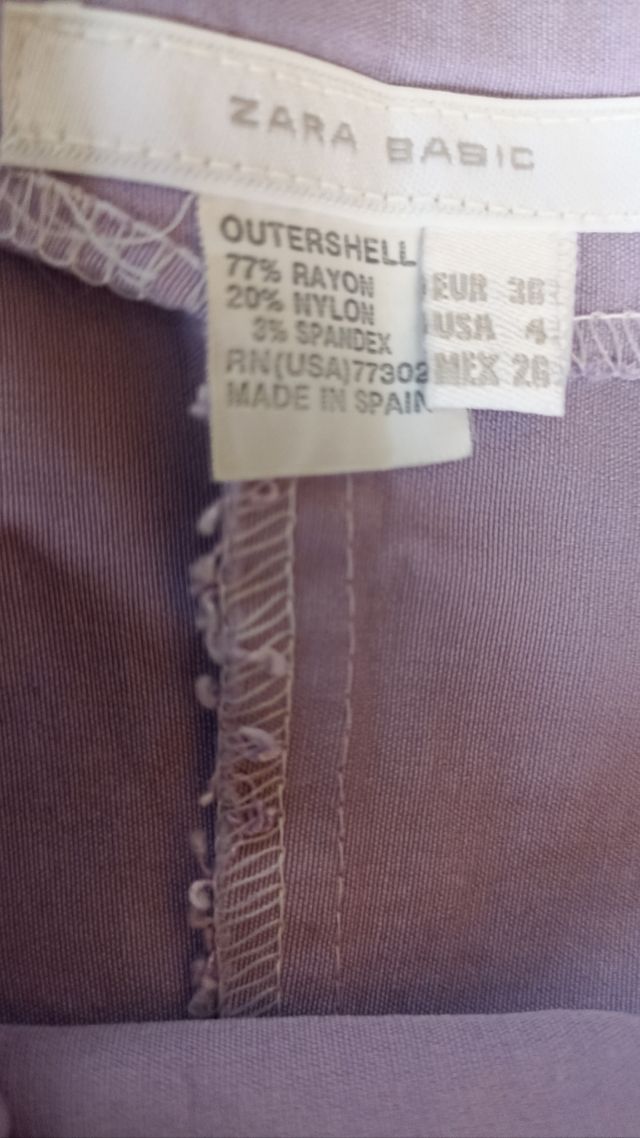 ZARA BASIC
OUTERSHELL
77% RAYON
20% NYLON
3% SPANDEX
RN(USA)77302
MADE IN SPAIN
EUR 36
USA 4
MEX 26